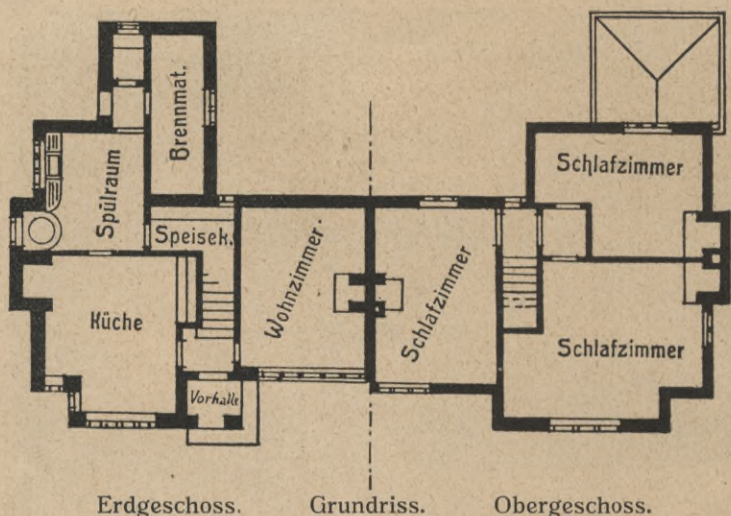 Brennmat.
Spülraum
Speisek.
Wohnzimmer.
Küche
Vorhalle
Schlafzimmer
Schlafzimmer
Schlafzimmer
Erdgeschoss. Grundriss. Obergeschoss.